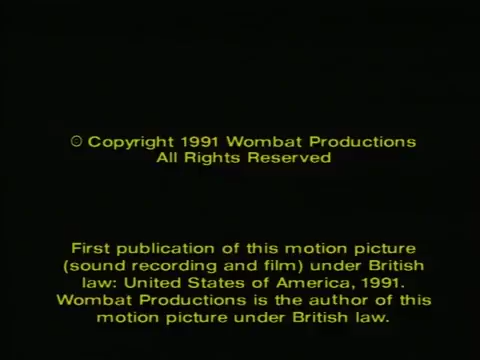 © Copyright 1991 Wombat Productions
All Rights Reserved
First publication of this motion picture
(sound recording and film) under British
law: United States of America, 1991.
Wombat Productions is the author of this
motion picture under British law.